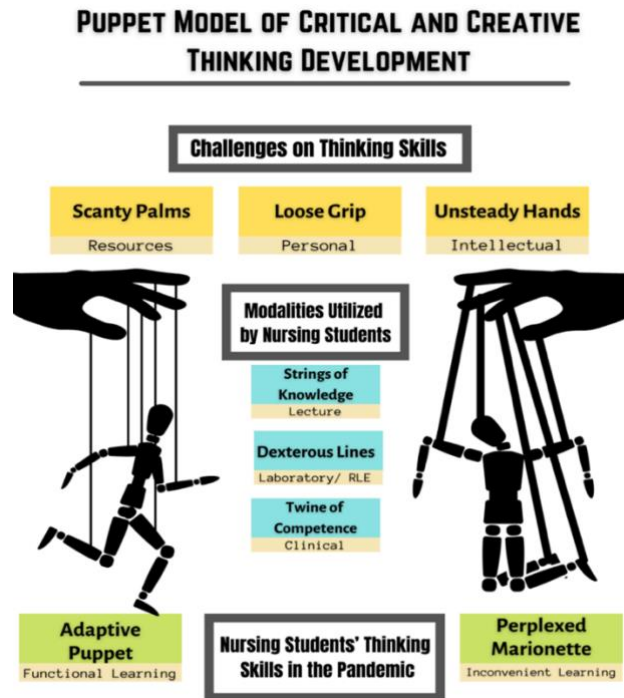 PUPPET MODEL OF CRITICAL AND CREATIVE
THINKING DEVELOPMENT
Challenges on Thinking Skills
Scanty Palms
Resources
Loose Grip
Personal
Unsteady Hands
Intellectual
Modalities Utilized
by Nursing Students
Strings of
Knowledge
Lecture
Dexterous Lines
Laboratory/ RLE
Twine of
Competence
Clinical
Adaptive
Puppet
Functional Learning
Nursing Students' Thinking
Skills in the Pandemic
Perplexed
Marionette
Inconvenient Learning